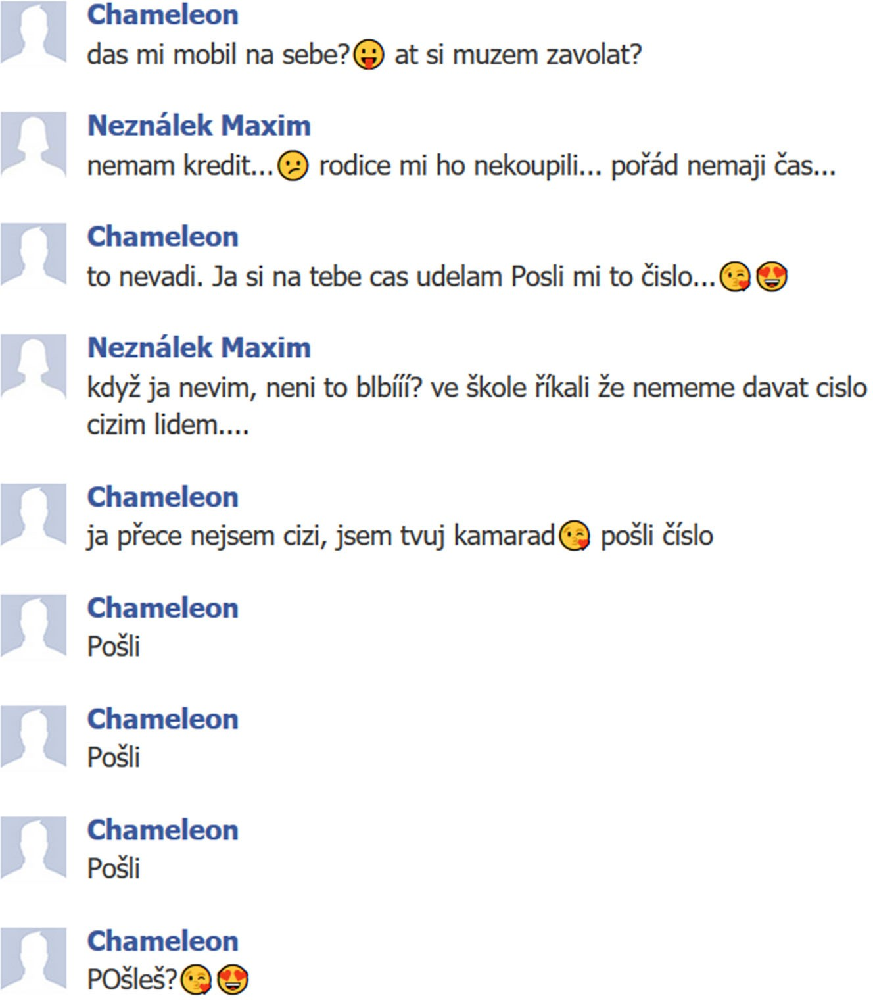 Chameleon
das mi mobil na sebe?😛 at si muzem zavolat?
Neználek Maxim
nemam kredit...😕 rodice mi ho nekoupili... pořád nemaji čas...
Chameleon
to nevadi. Ja si na tebe cas udelam Posli mi to čislo...😘😍
Neználek Maxim
když ja nevim, neni to blbííí? ve škole říkali že nememe davat cislo
cizim lidem....
Chameleon
ja přece nejsem cizi, jsem tvuj kamarad😘 pošli číslo
Chameleon
Pošli
Chameleon
Pošli
Chameleon
Pošli
Chameleon
POšleš?😘😍